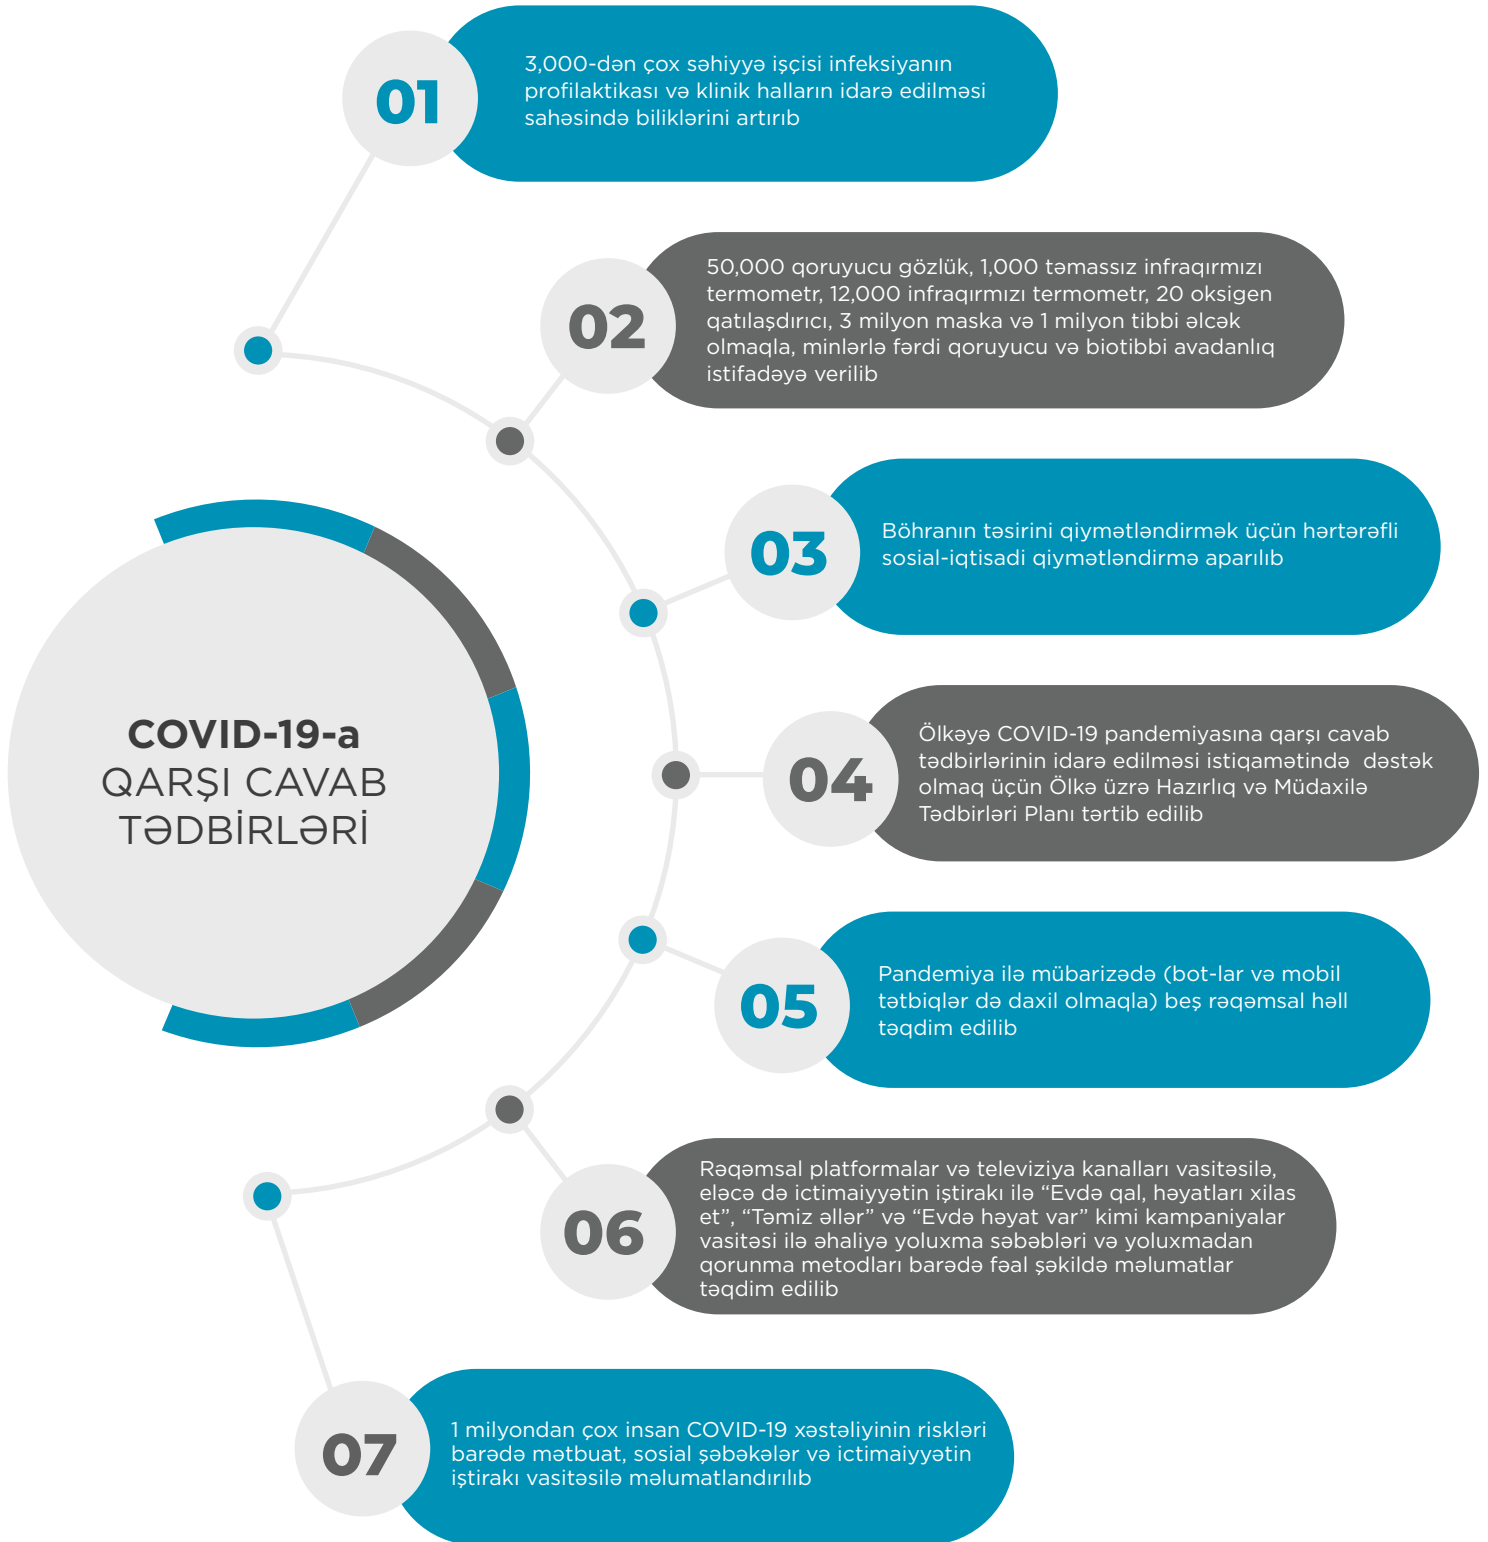 01
3,000-dən çox səhiyyə işçisi infeksiyanın
profilaktikası və klinik halların idarə edilməsi
sahəsində biliklərini artırıb
02
50,000 qoruyucu gözlük, 1,000 təmassız infraqırmızı
termometr, 12,000 infraqırmızı termometr, 20 oksigen
qatılaşdırıcı, 3 milyon maska və 1 milyon tibbi əlcək
olmaqla, minlərlə fərdi qoruyucu və biotibbi avadanlıq
istifadəyə verilib
03
Böhranın təsirini qiymətləndirmək üçün hərtərəfli
sosial-iqtisadi qiymətləndirmə aparılıb
COVID-19-a
QARŞI CAVAB
TƏDBİRLƏRİ
04
Ölkəyə COVID-19 pandemiyasına qarşı cavab
tədbirlərinin idarə edilməsi istiqamətində  dəstək
olmaq üçün Ölkə üzrə Hazırlıq və Müdaxilə
Tədbirləri Planı tərtib edilib
05
Pandemiya ilə mübarizədə (bot-lar və mobil
tətbiqlər də daxil olmaqla) beş rəqəmsal həll
təqdim edilib
06
Rəqəmsal platformalar və televiziya kanalları vasitəsilə,
eləcə də ictimaiyyətin iştirakı ilə “Evdə qal, həyatları xilas
et”, “Təmiz əllər” və “Evdə həyat var” kimi kampaniyalar
vasitəsi ilə əhaliyə yoluxma səbəbləri və yoluxmadan
qorunma metodları barədə fəal şəkildə məlumatlar
təqdim edilib
07
1 milyondan çox insan COVID-19 xəstəliyinin riskləri
barədə mətbuat, sosial şəbəkələr və ictimaiyyətin
iştirakı vasitəsilə məlumatlandırılıb